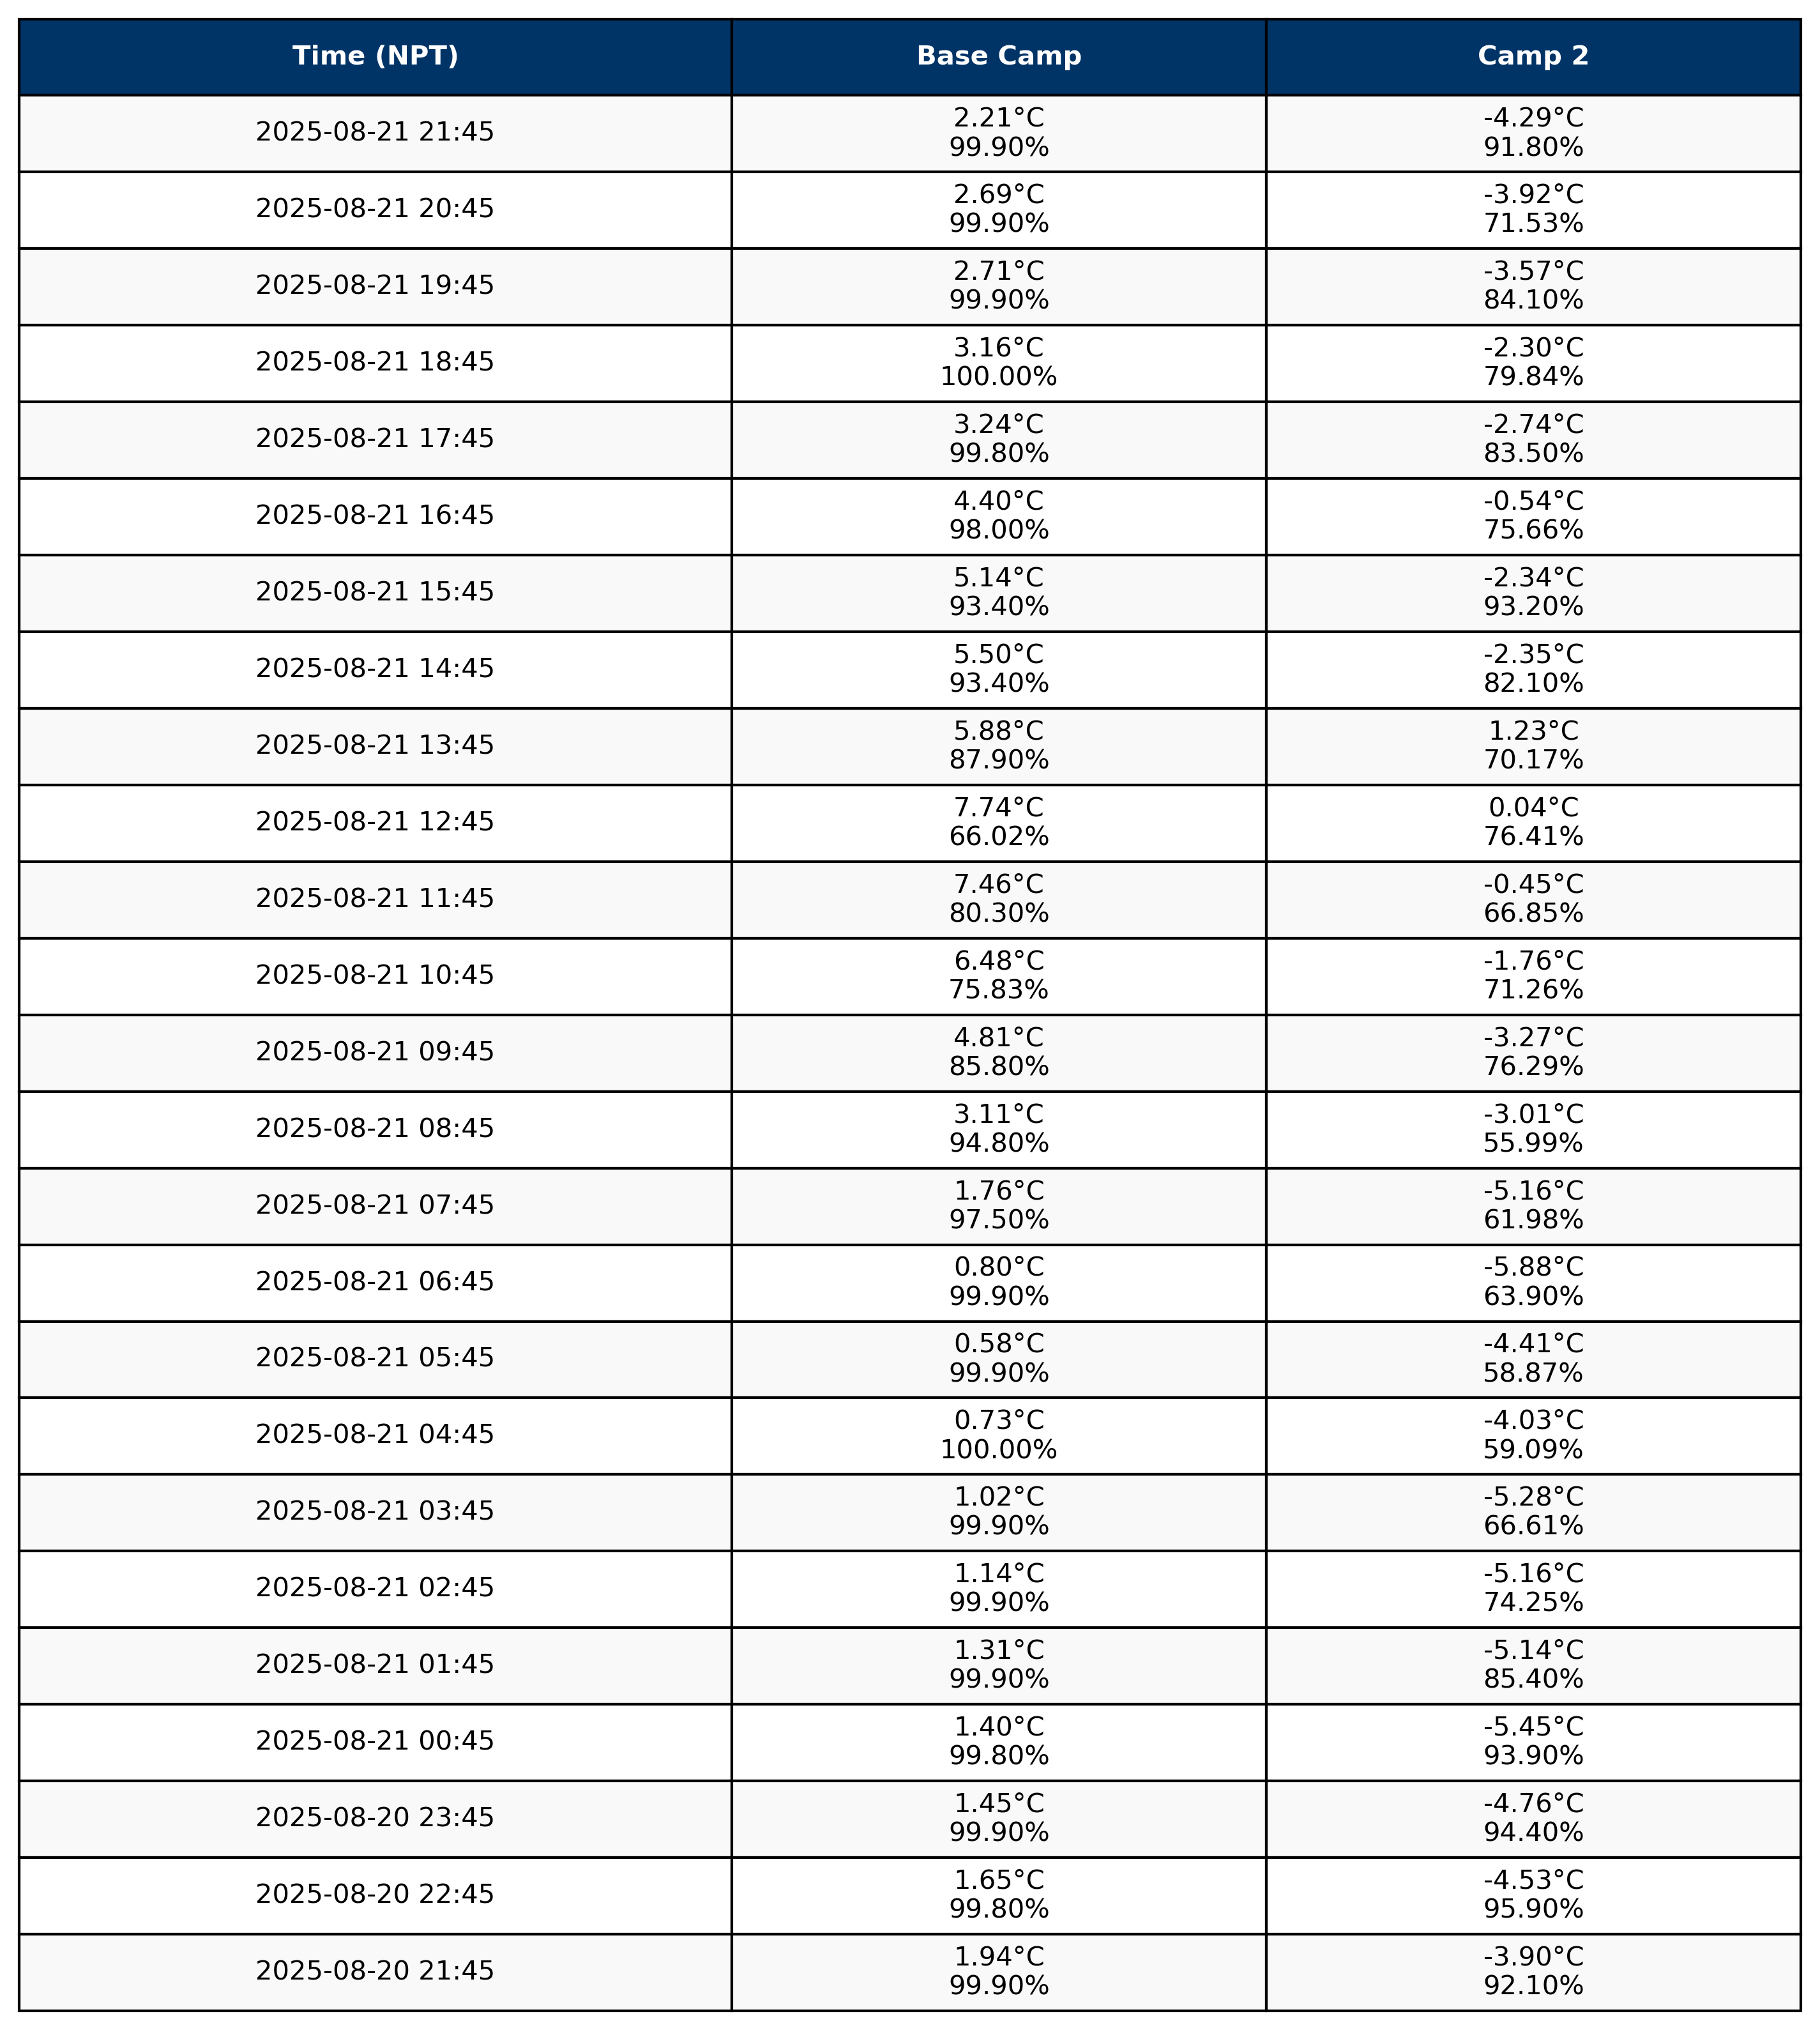 Time (NPT) Base Camp Camp 2
2025-08-21 21:45 2.21°C -4.29°C
99.90% 91.80%
2025-08-21 20:45 2.69°C -3.92°C
99.90% 71.53%
2025-08-21 19:45 2.71°C -3.57°C
99.90% 84.10%
2025-08-21 18:45 3.16°C -2.30°C
100.00% 79.84%
2025-08-21 17:45 3.24°C -2.74°C
99.80% 83.50%
2025-08-21 16:45 4.40°C -0.54°C
98.00% 75.66%
2025-08-21 15:45 5.14°C -2.34°C
93.40% 93.20%
2025-08-21 14:45 5.50°C -2.35°C
93.40% 82.10%
2025-08-21 13:45 5.88°C 1.23°C
87.90% 70.17%
2025-08-21 12:45 7.74°C 0.04°C
66.02% 76.41%
2025-08-21 11:45 7.46°C -0.45°C
80.30% 66.85%
2025-08-21 10:45 6.48°C -1.76°C
75.83% 71.26%
2025-08-21 09:45 4.81°C -3.27°C
85.80% 76.29%
2025-08-21 08:45 3.11°C -3.01°C
94.80% 55.99%
2025-08-21 07:45 1.76°C -5.16°C
97.50% 61.98%
2025-08-21 06:45 0.80°C -5.88°C
99.90% 63.90%
2025-08-21 05:45 0.58°C -4.41°C
99.90% 58.87%
2025-08-21 04:45 0.73°C -4.03°C
100.00% 59.09%
2025-08-21 03:45 1.02°C -5.28°C
99.90% 66.61%
2025-08-21 02:45 1.14°C -5.16°C
99.90% 74.25%
2025-08-21 01:45 1.31°C -5.14°C
99.90% 85.40%
2025-08-21 00:45 1.40°C -5.45°C
99.80% 93.90%
2025-08-20 23:45 1.45°C -4.76°C
99.90% 94.40%
2025-08-20 22:45 1.65°C -4.53°C
99.80% 95.90%
2025-08-20 21:45 1.94°C -3.90°C
99.90% 92.10%